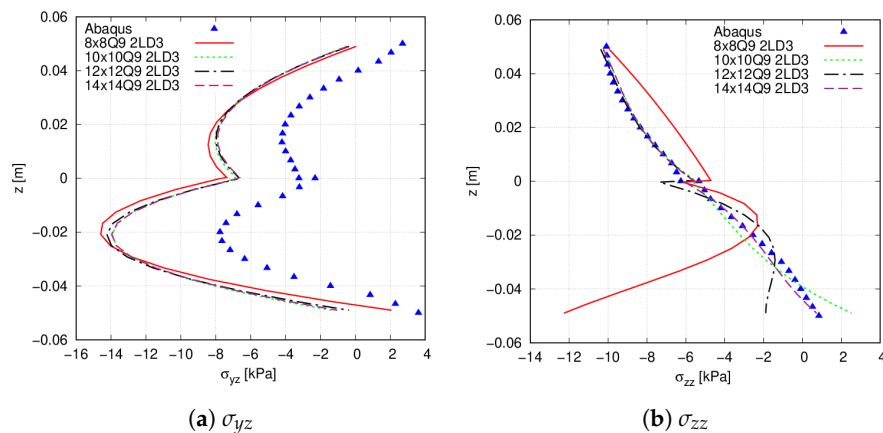 Abaqus
8x8Q9 2LD3
10x10Q9 2LD3
12x12Q9 2LD3
14x14Q9 2LD3
0.06
0.04
0.02
0
−0.02
−0.04
−0.06
z [m]
−16 −14 −12 −10 −8 −6 −4 −2 0 2 4
σyz [kPa]
(a) σyz
Abaqus
8x8Q9 2LD3
10x10Q9 2LD3
12x12Q9 2LD3
14x14Q9 2LD3
0.06
0.04
0.02
0
−0.02
−0.04
−0.06
z [m]
−14 −12 −10 −8 −6 −4 −2 0 2 4
σzz [kPa]
(b) σzz